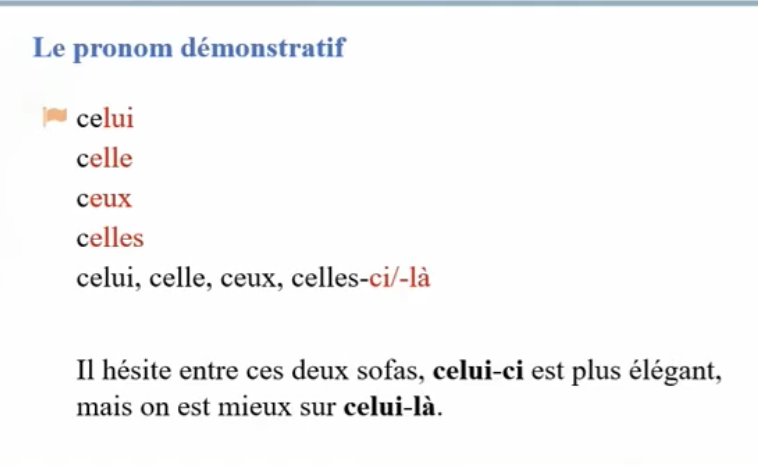 Le pronom démonstratif
celui
celle
ceux
celles
celui, celle, ceux, celles-ci/-là
Il hésite entre ces deux sofas, celui-ci est plus élégant,
mais on est mieux sur celui-là.